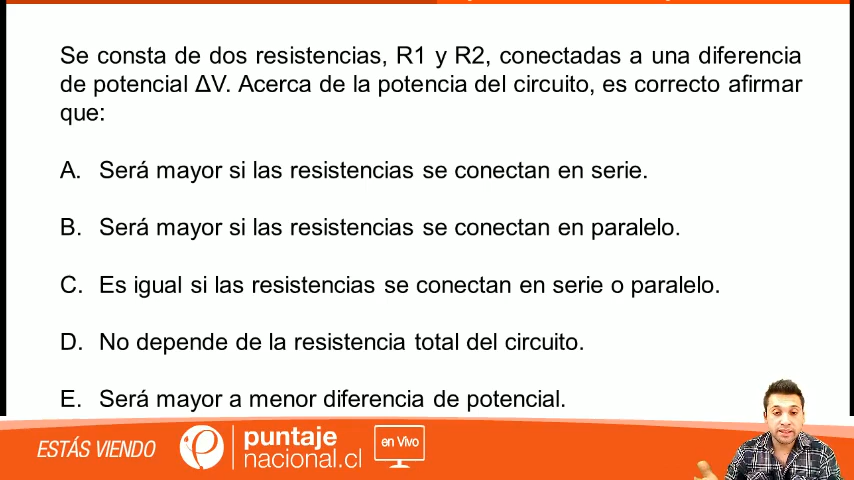 Se consta de dos resistencias, R1 y R2, conectadas a una diferencia
de potencial ΔV. Acerca de la potencia del circuito, es correcto afirmar
que:
A. Será mayor si las resistencias se conectan en serie.
B. Será mayor si las resistencias se conectan en paralelo.
C. Es igual si las resistencias se conectan en serie o paralelo.
D. No depende de la resistencia total del circuito.
E. Será mayor a menor diferencia de potencial.
ESTÁS VIENDO
puntaje
nacional.cl
en Vivo